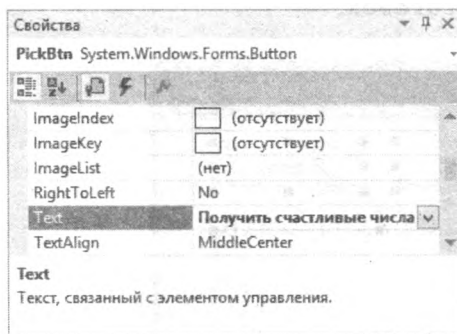 Свойства
PickBtn System.Windows.Forms.Button
ImageIndex (отсутствует)
ImageKey (отсутствует)
ImageList (нет)
RightToLeft No
Text Получить счастливые числа
TextAlign MiddleCenter
Text
Текст, связанный с элементом управления.